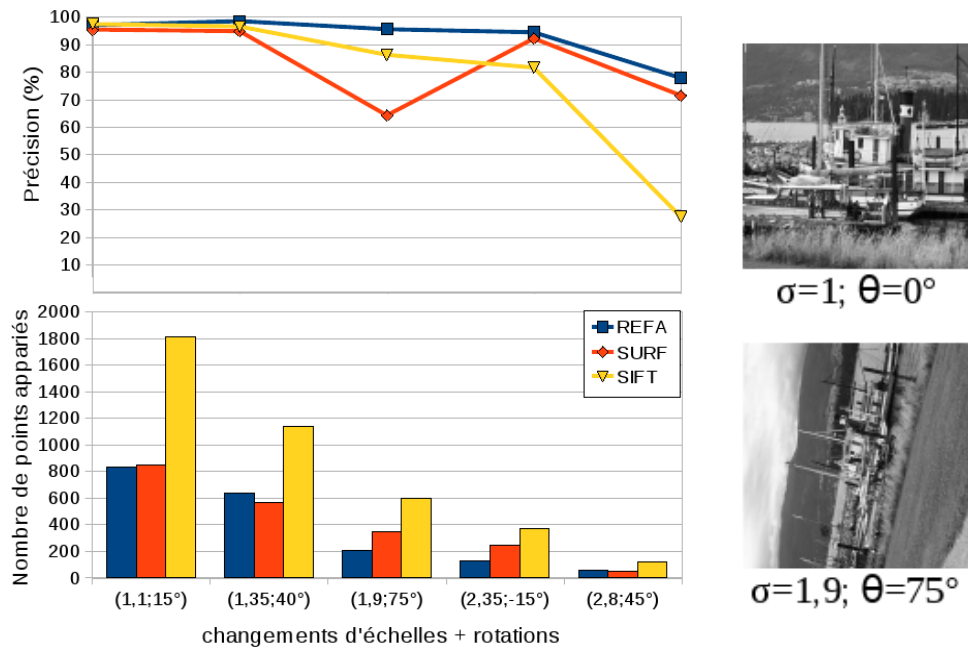 Précision (%)
100
90
80
70
60
50
40
30
20
10
Nombre de points appariés
2000
1800
1600
1400
1200
1000
800
600
400
200
0
REFA
SURF
SIFT
(1,1;15°) (1,35;40°) (1,9;75°) (2,35;-15°) (2,8;45°)
changements d'échelles + rotations
σ=1; θ=0°
σ=1,9; θ=75°